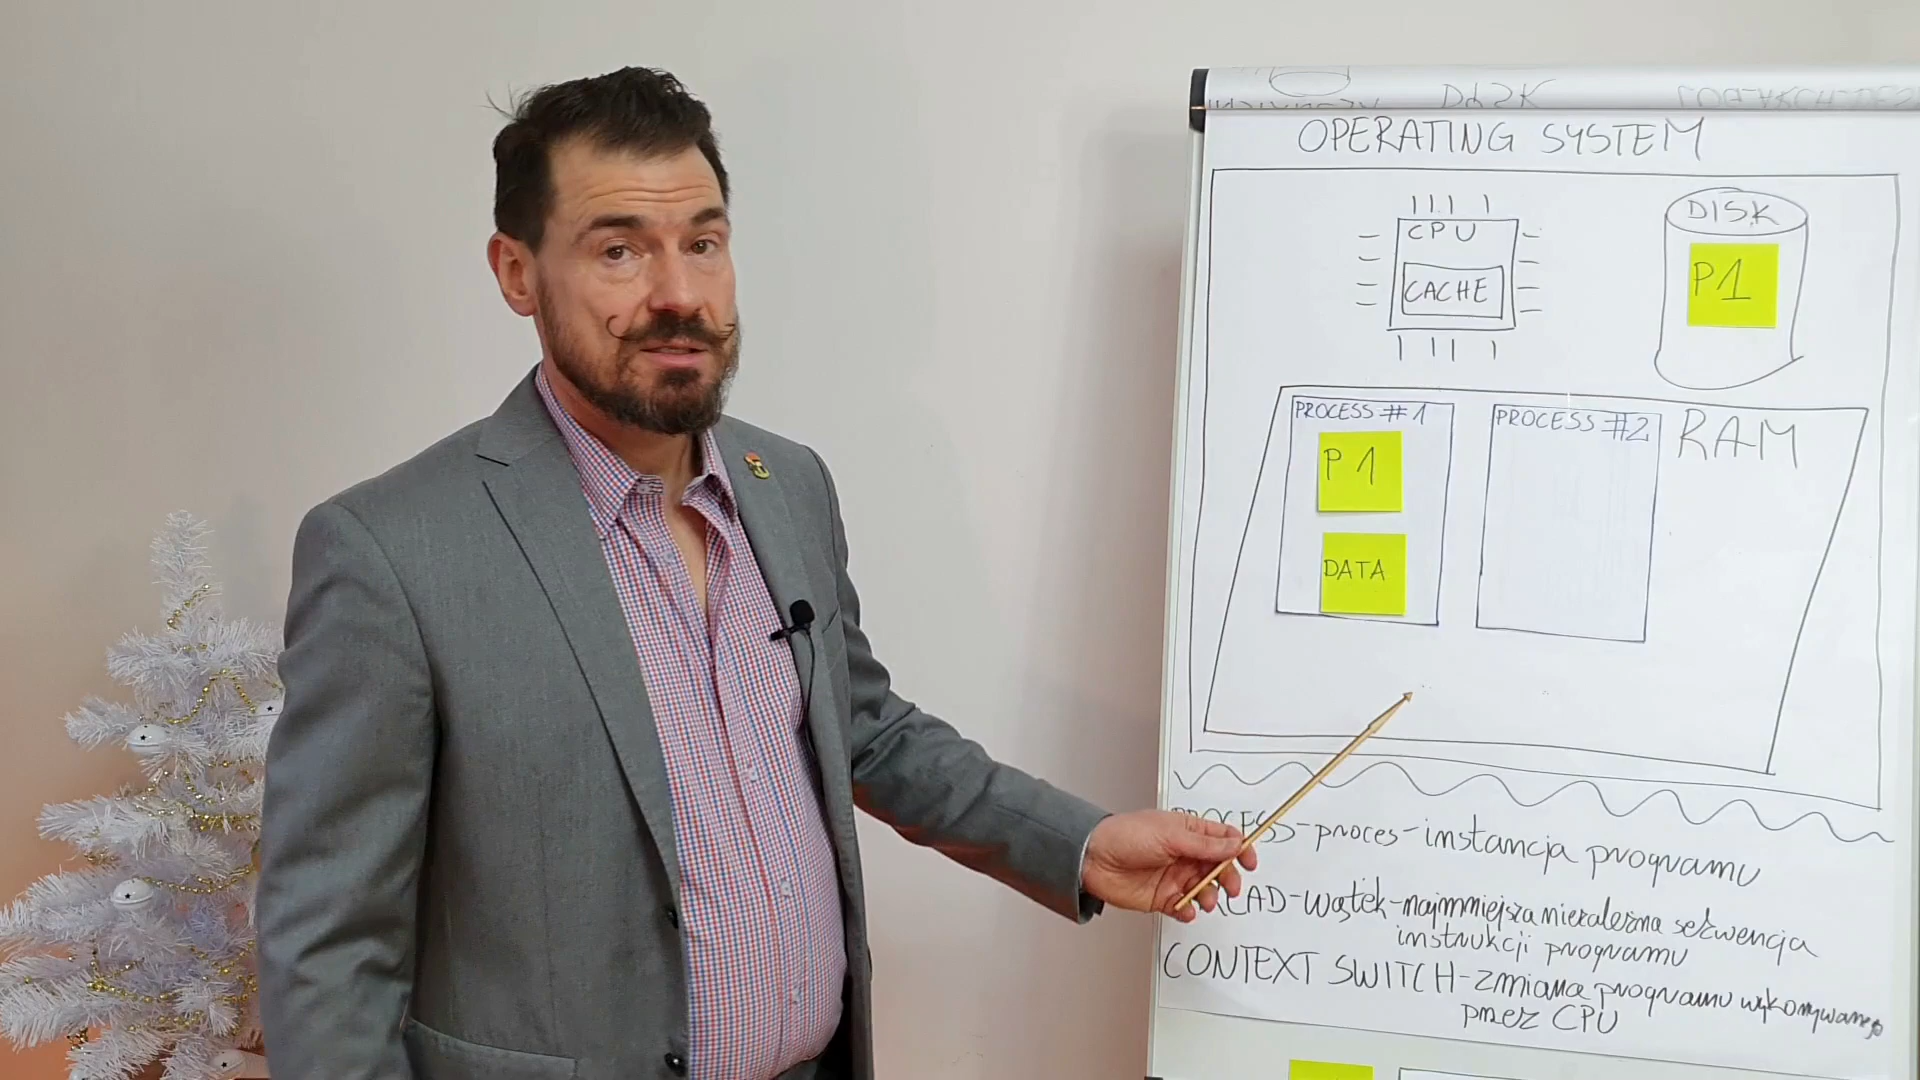 DISK
OPERATING SYSTEM
CPU
CACHE
DISK
P1
PROCESS #1
P1
DATA
PROCESS #2
RAM
PROCESS-proces-instancja programu
-wątek-najmniejsza niezależna sekwencja
instrukcji programu
CONTEXT SWITCH-zmiana programu wykonywanego
przez CPU